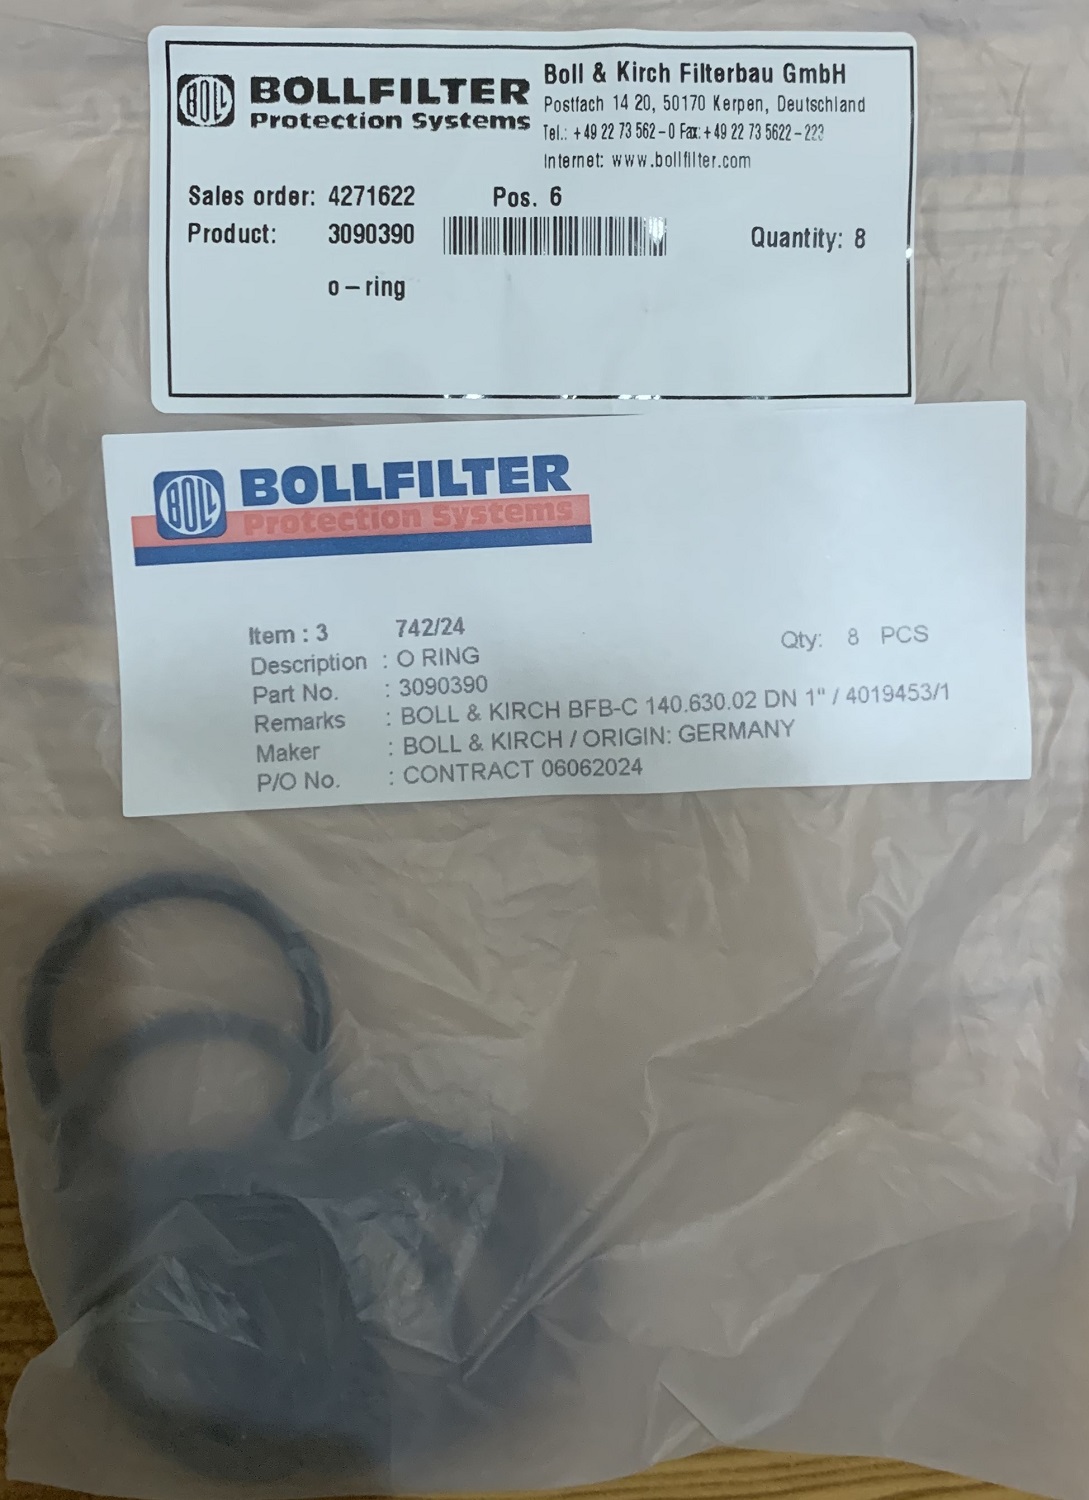 BOLL
BOLLFILTER
Protection Systems
Boll & Kirch Filterbau GmbH
Postfach 14 20, 50170 Kerpen, Deutschland
Tel.: +49 22 73 562-0 Fax: +49 22 73 5622-223
Internet: www.bollfilter.com
Sales order: 4271622 Pos. 6
Product: 3090390 Quantity: 8
o-ring
BOLL
BOLLFILTER
Protection Systems
Item : 3 742/24 Qty: 8 PCS
Description : O RING
Part No. : 3090390
Remarks : BOLL & KIRCH BFB-C 140.630.02 DN 1" / 4019453/1
Maker : BOLL & KIRCH / ORIGIN: GERMANY
P/O No. : CONTRACT 06062024